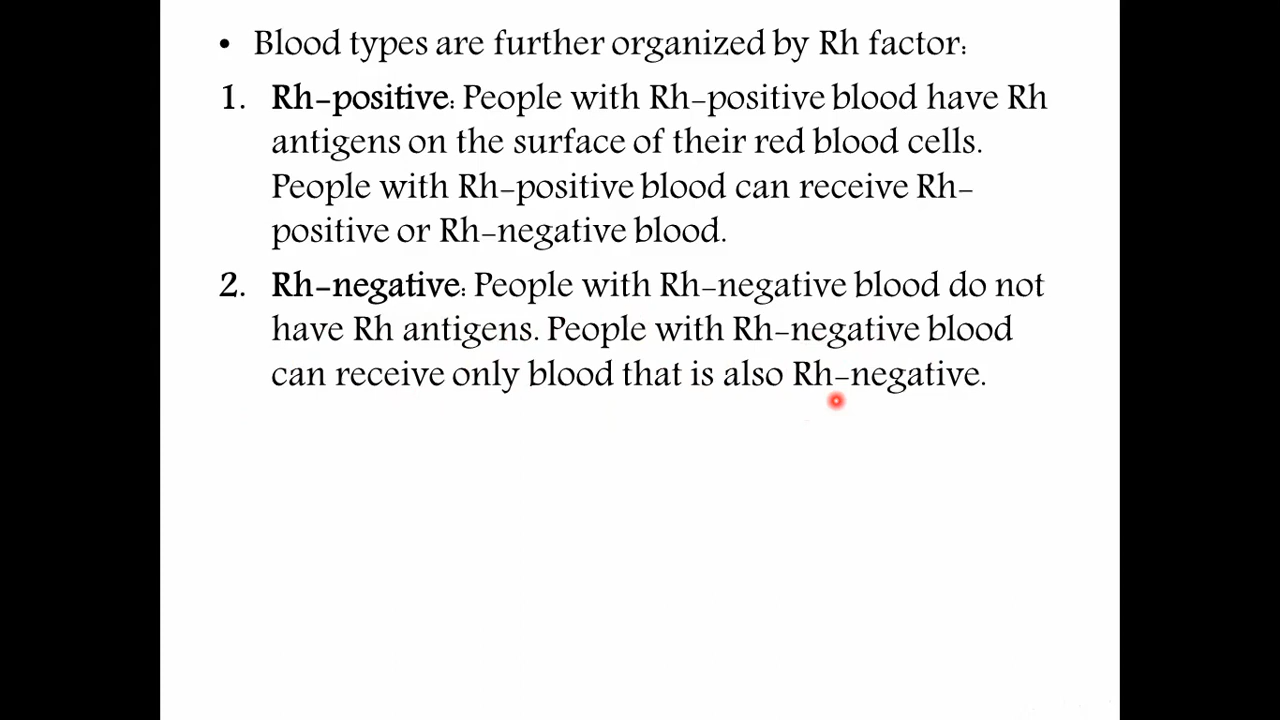 • Blood types are further organized by Rh factor:
1. Rh-positive: People with Rh-positive blood have Rh
antigens on the surface of their red blood cells.
People with Rh-positive blood can receive Rh-
positive or Rh-negative blood.
2. Rh-negative: People with Rh-negative blood do not
have Rh antigens. People with Rh-negative blood
can receive only blood that is also Rh-negative.